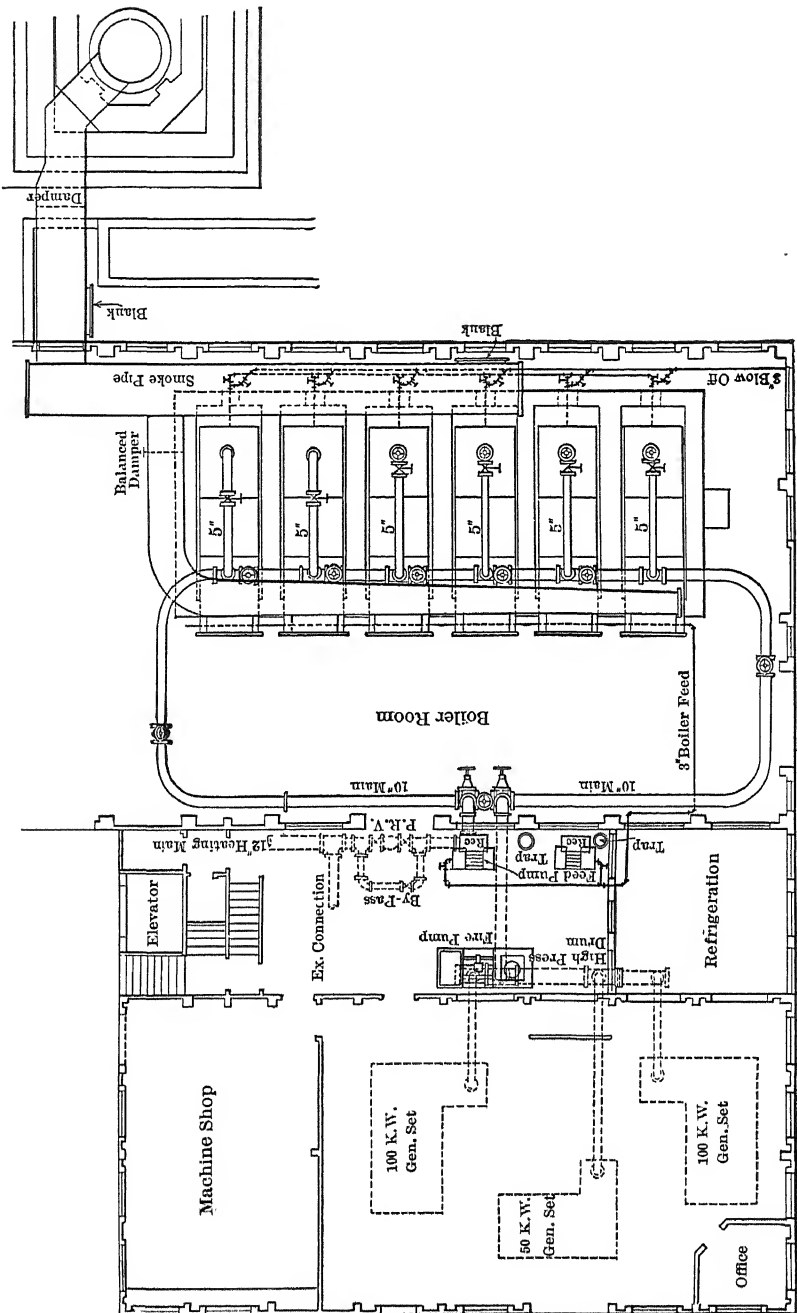 Damper
Blank
Blank
Smoke Pipe
3"Blow Off
Balanced
Damper
5"
5"
5"
5"
5"
5"
Boiler Room
3"Boiler Feed
10"Main
10"Main
12"Heating Main
P.R.V.
By-Pass
Ex. Connection
Elevator
Rec
Rec
Feed Pump
Trap
Trap
Fire Pump
High Press
Drum
Refrigeration
Machine Shop
100 K.W.
Gen. Set
50 K.W.
Gen. Set
100 K.W.
Gen. Set
Office